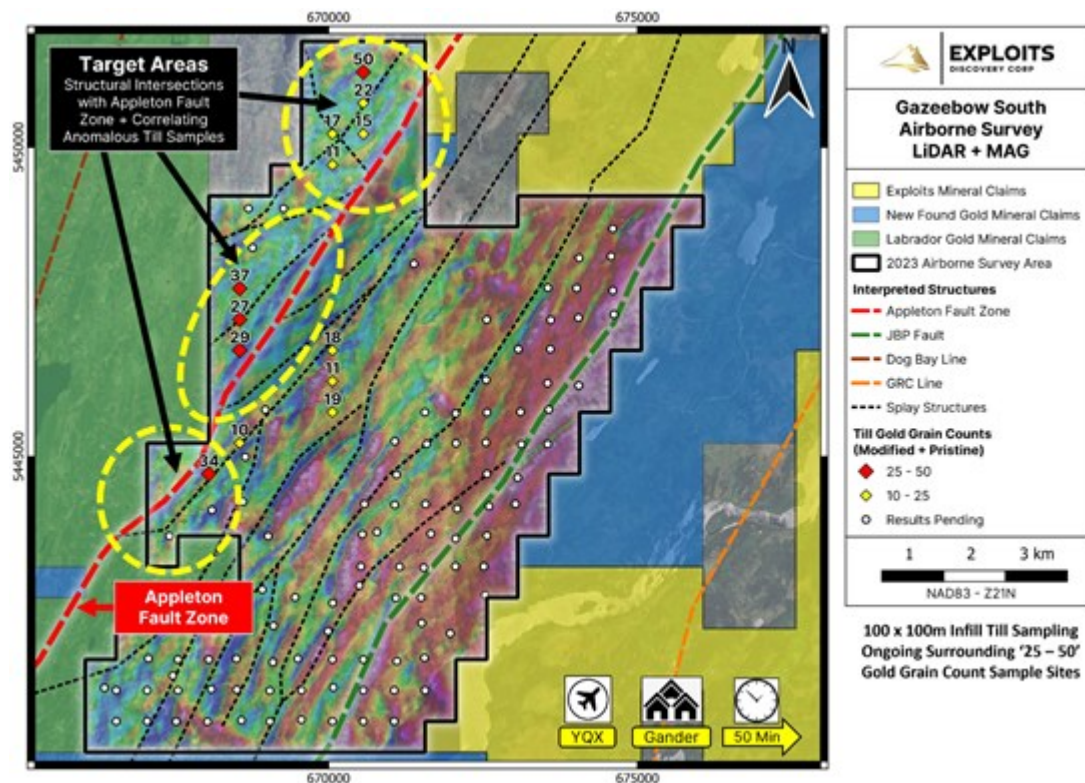 670000
675000
Target Areas
Structural Intersections
with Appleton Fault
Zone + Correlating
Anomalous Till Samples
50
22
17
15
11
N
5450000
37
27
29
18
11
19
10
34
5445000
Appleton
Fault Zone
YQX
Gander
50 Min
670000
675000
EXPLOITS
DISCOVERY CORP
Gazeebow South
Airborne Survey
LiDAR + MAG
Exploits Mineral Claims
New Found Gold Mineral Claims
Labrador Gold Mineral Claims
2023 Airborne Survey Area
Interpreted Structures
Appleton Fault Zone
JBP Fault
Dog Bay Line
GRC Line
Splay Structures
Till Gold Grain Counts
(Modified + Pristine)
25 - 50
10 - 25
Results Pending
1 2 3 km
NAD83 - Z21N
100 x 100m Infill Till Sampling
Ongoing Surrounding ‘25 – 50’
Gold Grain Count Sample Sites